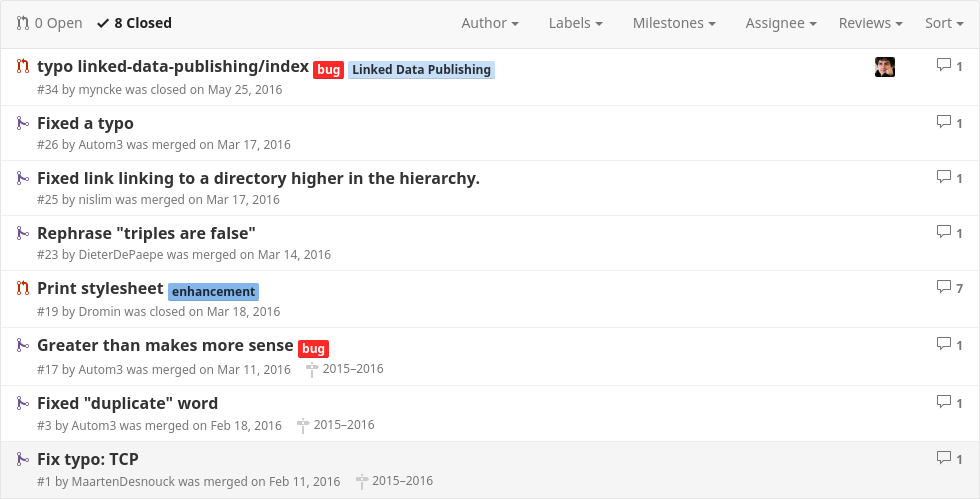 0 Open 8 Closed Author Labels Milestones Assignee Reviews Sort
typo linked-data-publishing/index bug Linked Data Publishing 1
#34 by myncke was closed on May 25, 2016
Fixed a typo 1
#26 by Autom3 was merged on Mar 17, 2016
Fixed link linking to a directory higher in the hierarchy. 1
#25 by nislim was merged on Mar 17, 2016
Rephrase "triples are false" 1
#23 by DieterDePaepe was merged on Mar 14, 2016
Print stylesheet enhancement 7
#19 by Dromin was closed on Mar 18, 2016
Greater than makes more sense bug 1
#17 by Autom3 was merged on Mar 11, 2016 2015–2016
Fixed "duplicate" word 1
#3 by Autom3 was merged on Feb 18, 2016 2015–2016
Fix typo: TCP 1
#1 by MaartenDesnouck was merged on Feb 11, 2016 2015–2016